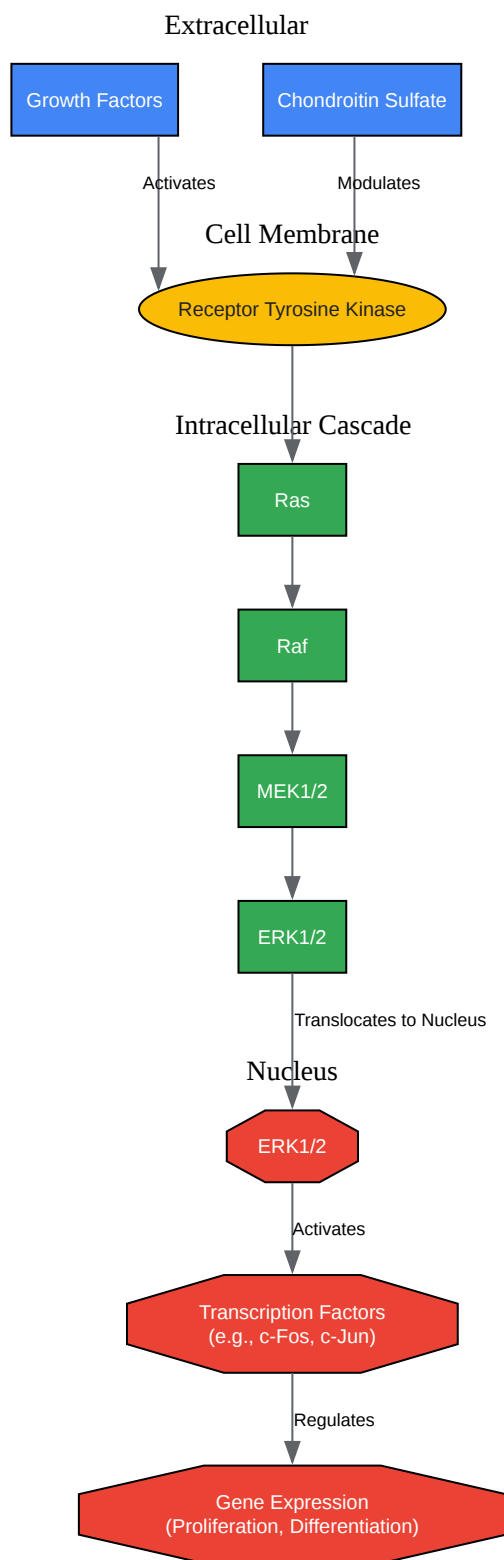 Extracellular
Growth Factors
Chondroitin Sulfate
Activates
Modulates
Cell Membrane
Receptor Tyrosine Kinase
Intracellular Cascade
Ras
Raf
MEK1/2
ERK1/2
Translocates to Nucleus
Nucleus
ERK1/2
Activates
Transcription Factors
(e.g., c-Fos, c-Jun)
Regulates
Gene Expression
(Proliferation, Differentiation)